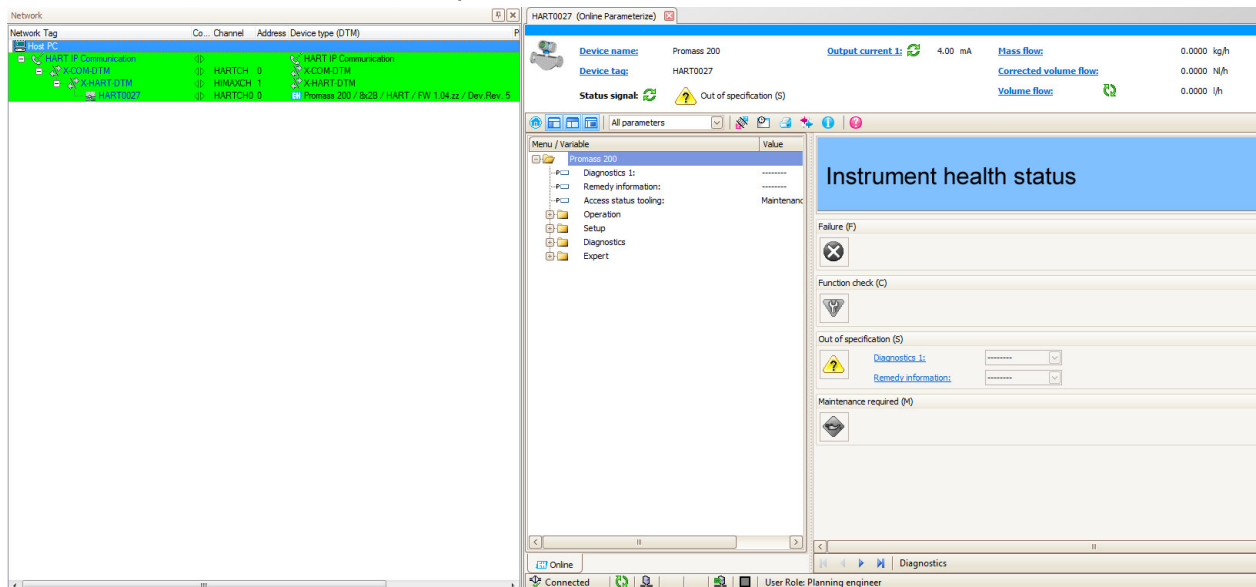 Network
Network Tag Co... Channel Address Device type (DTM) P
Host PC
HART IP Communication HART IP Communication
X-COM-DTM HARTCH 0 X-COM-DTM
X-HART-DTM HIMAXCH 1 X-HART-DTM
HART0027 HARTCH0 0 Promass 200 / 8x2B / HART / FW 1.04.zz / Dev.Rev. 5
HART0027 (Online Parameterize)
Device name: Promass 200 Output current 1: 4.00 mA Mass flow: 0.0000 kg/h
Device tag: HART0027 Corrected volume flow: 0.0000 Nl/h
Status signal: Out of specification (S) Volume flow: 0.0000 l/h
All parameters
Menu / Variable Value
Promass 200
Diagnostics 1: --------
Remedy information: --------
Access status tooling: Maintenanc
Operation
Setup
Diagnostics
Expert
Online
Instrument health status
Failure (F)
Function check (C)
Out of specification (S)
Diagnostics 1: --------
Remedy information: --------
Maintenance required (M)
Diagnostics
Connected User Role: Planning engineer